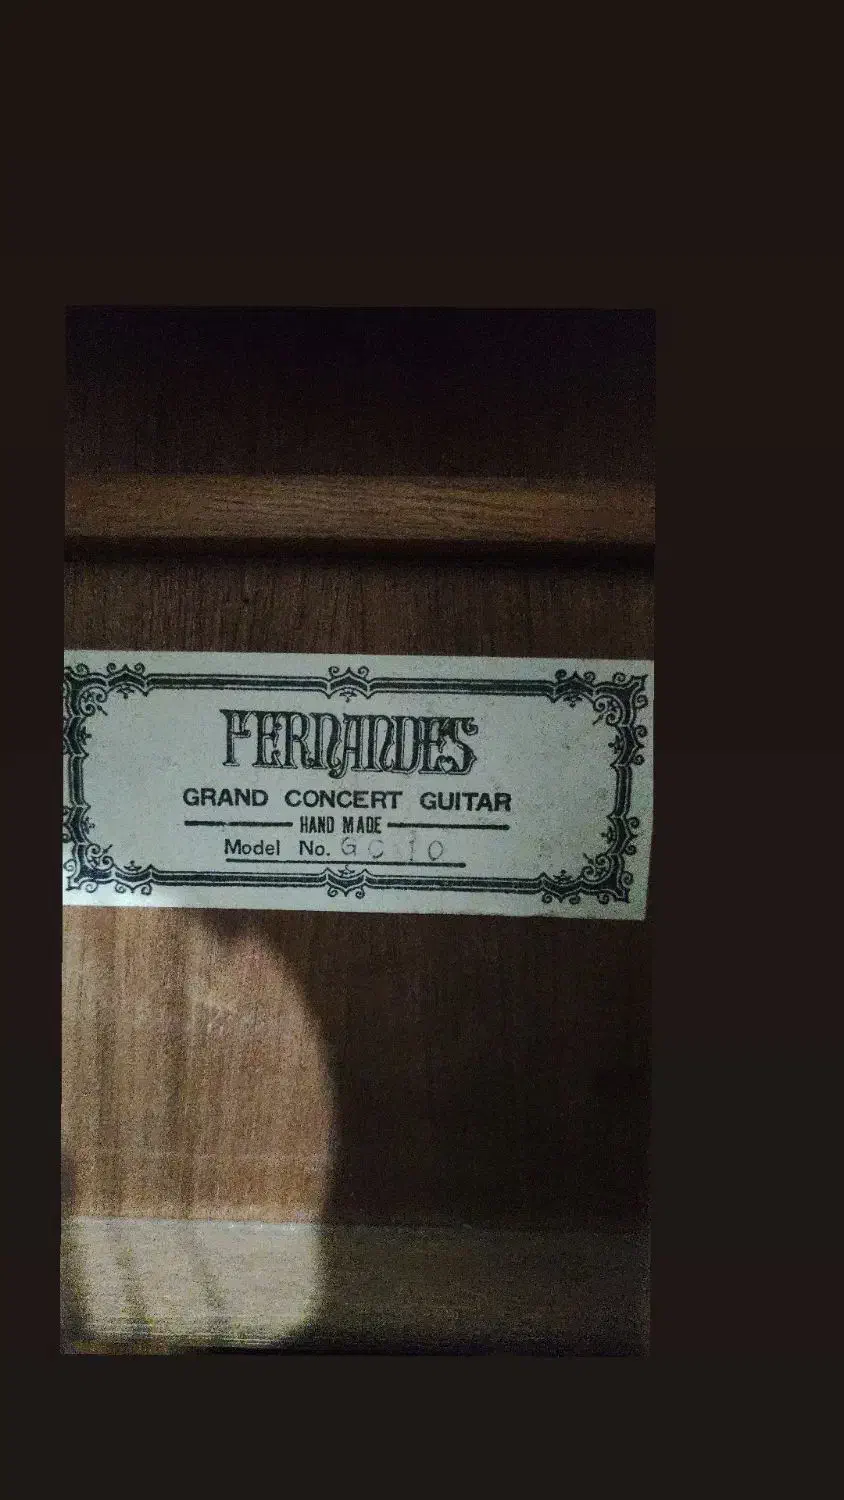 FERNANDES
GRAND CONCERT GUITAR
HAND MADE
Model No. GC 10